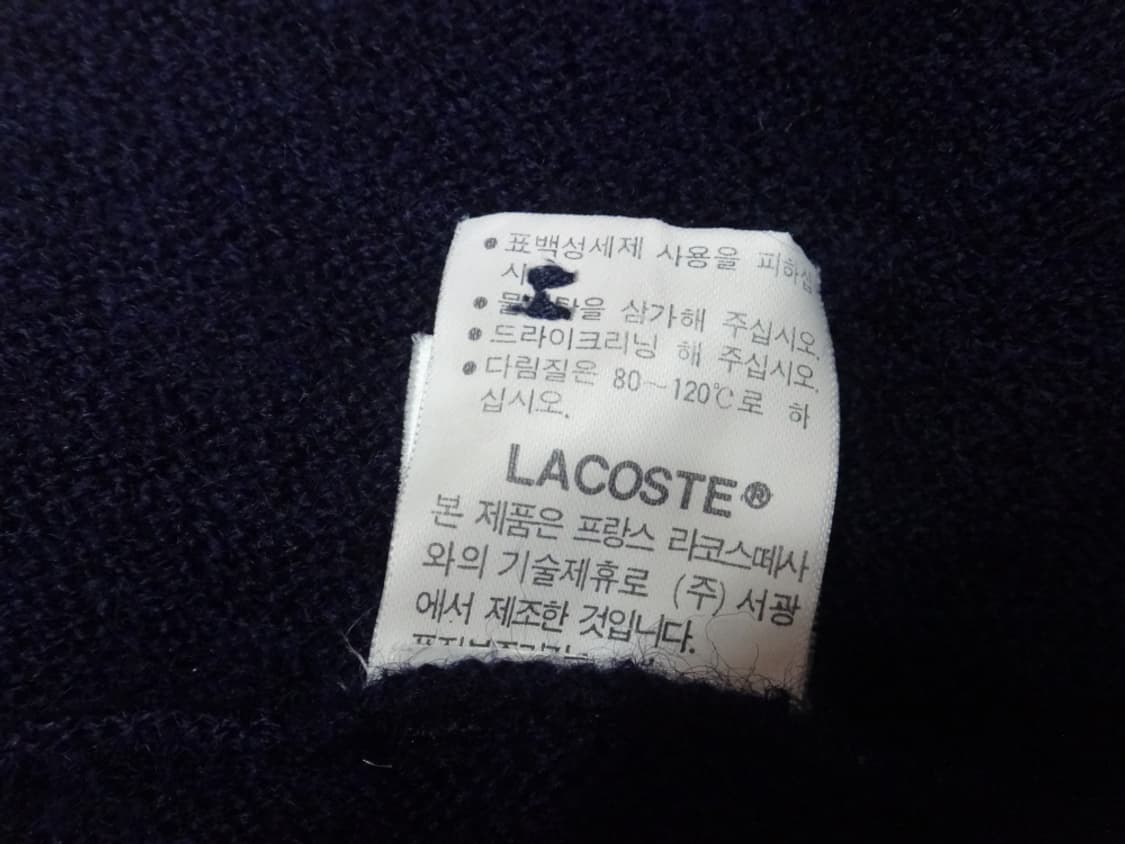 ● 표백성세제 사용을 피하십
시
● 삼가해 주십시오.
● 드라이크리닝 해 주십시오.
● 다림질은 80~120℃로 하
십시오.
LACOSTE®
본 제품은 프랑스 라코스떼사
와의 기술제휴로 (주) 서광
에서 제조한 것입니다.